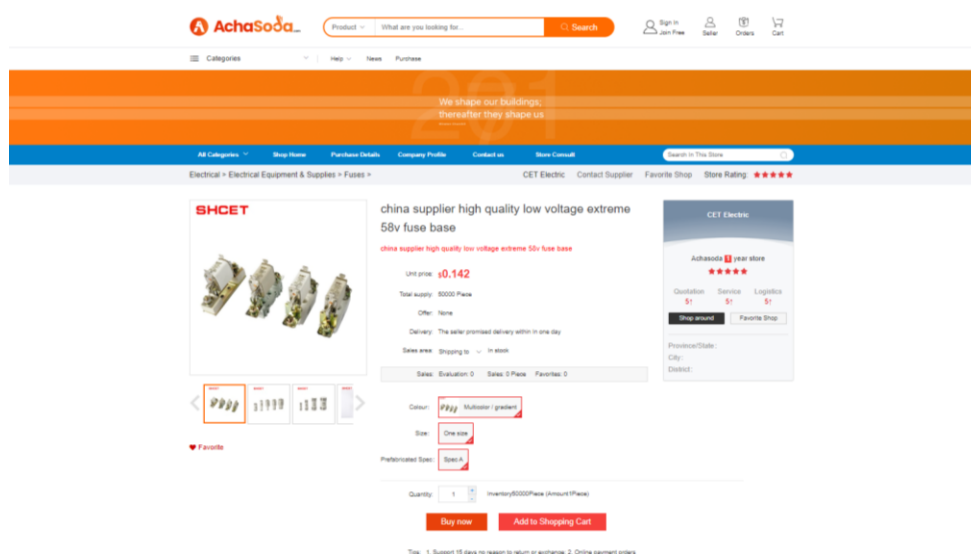 AchaSoda
Product
What are you looking for...
Search
Sign in
Join Free
Seller
Orders
Cart
Categories
Help
News
Purchase
201
We shape our buildings;
thereafter they shape us
All Categories
Shop Home
Purchase Details
Company Profile
Contact us
Store Consult
Search In This Store
Electrical > Electrical Equipment & Supplies > Fuses >
CET Electric
Contact Supplier
Favorite Shop
Store Rating:
SHCET
china supplier high quality low voltage extreme
58v fuse base
china supplier high quality low voltage extreme 58v fuse base
Unit price: $0.142
Total supply: 50000 Piece
Offer: None
Delivery: The seller promised delivery within in one day
Sales area: Shipping to In stock
Sales: Evaluation: 0 Sales: 0 Piece Favorites: 0
Colour: Multicolor / gradient
Size: One size
Prefabricated Spec: Spec A
Quantity: 1 Inventory50000Piece (Amount1Piece)
Buy now
Add to Shopping Cart
Tips: 1. Support 15 days no reason to return or exchange; 2. Online payment orders
Favorite
CET Electric
Achasoda 1 year store
Quotation Service Logistics
5↑ 5↑ 5↑
Shop around
Favorite Shop
Province/State:
City:
District: